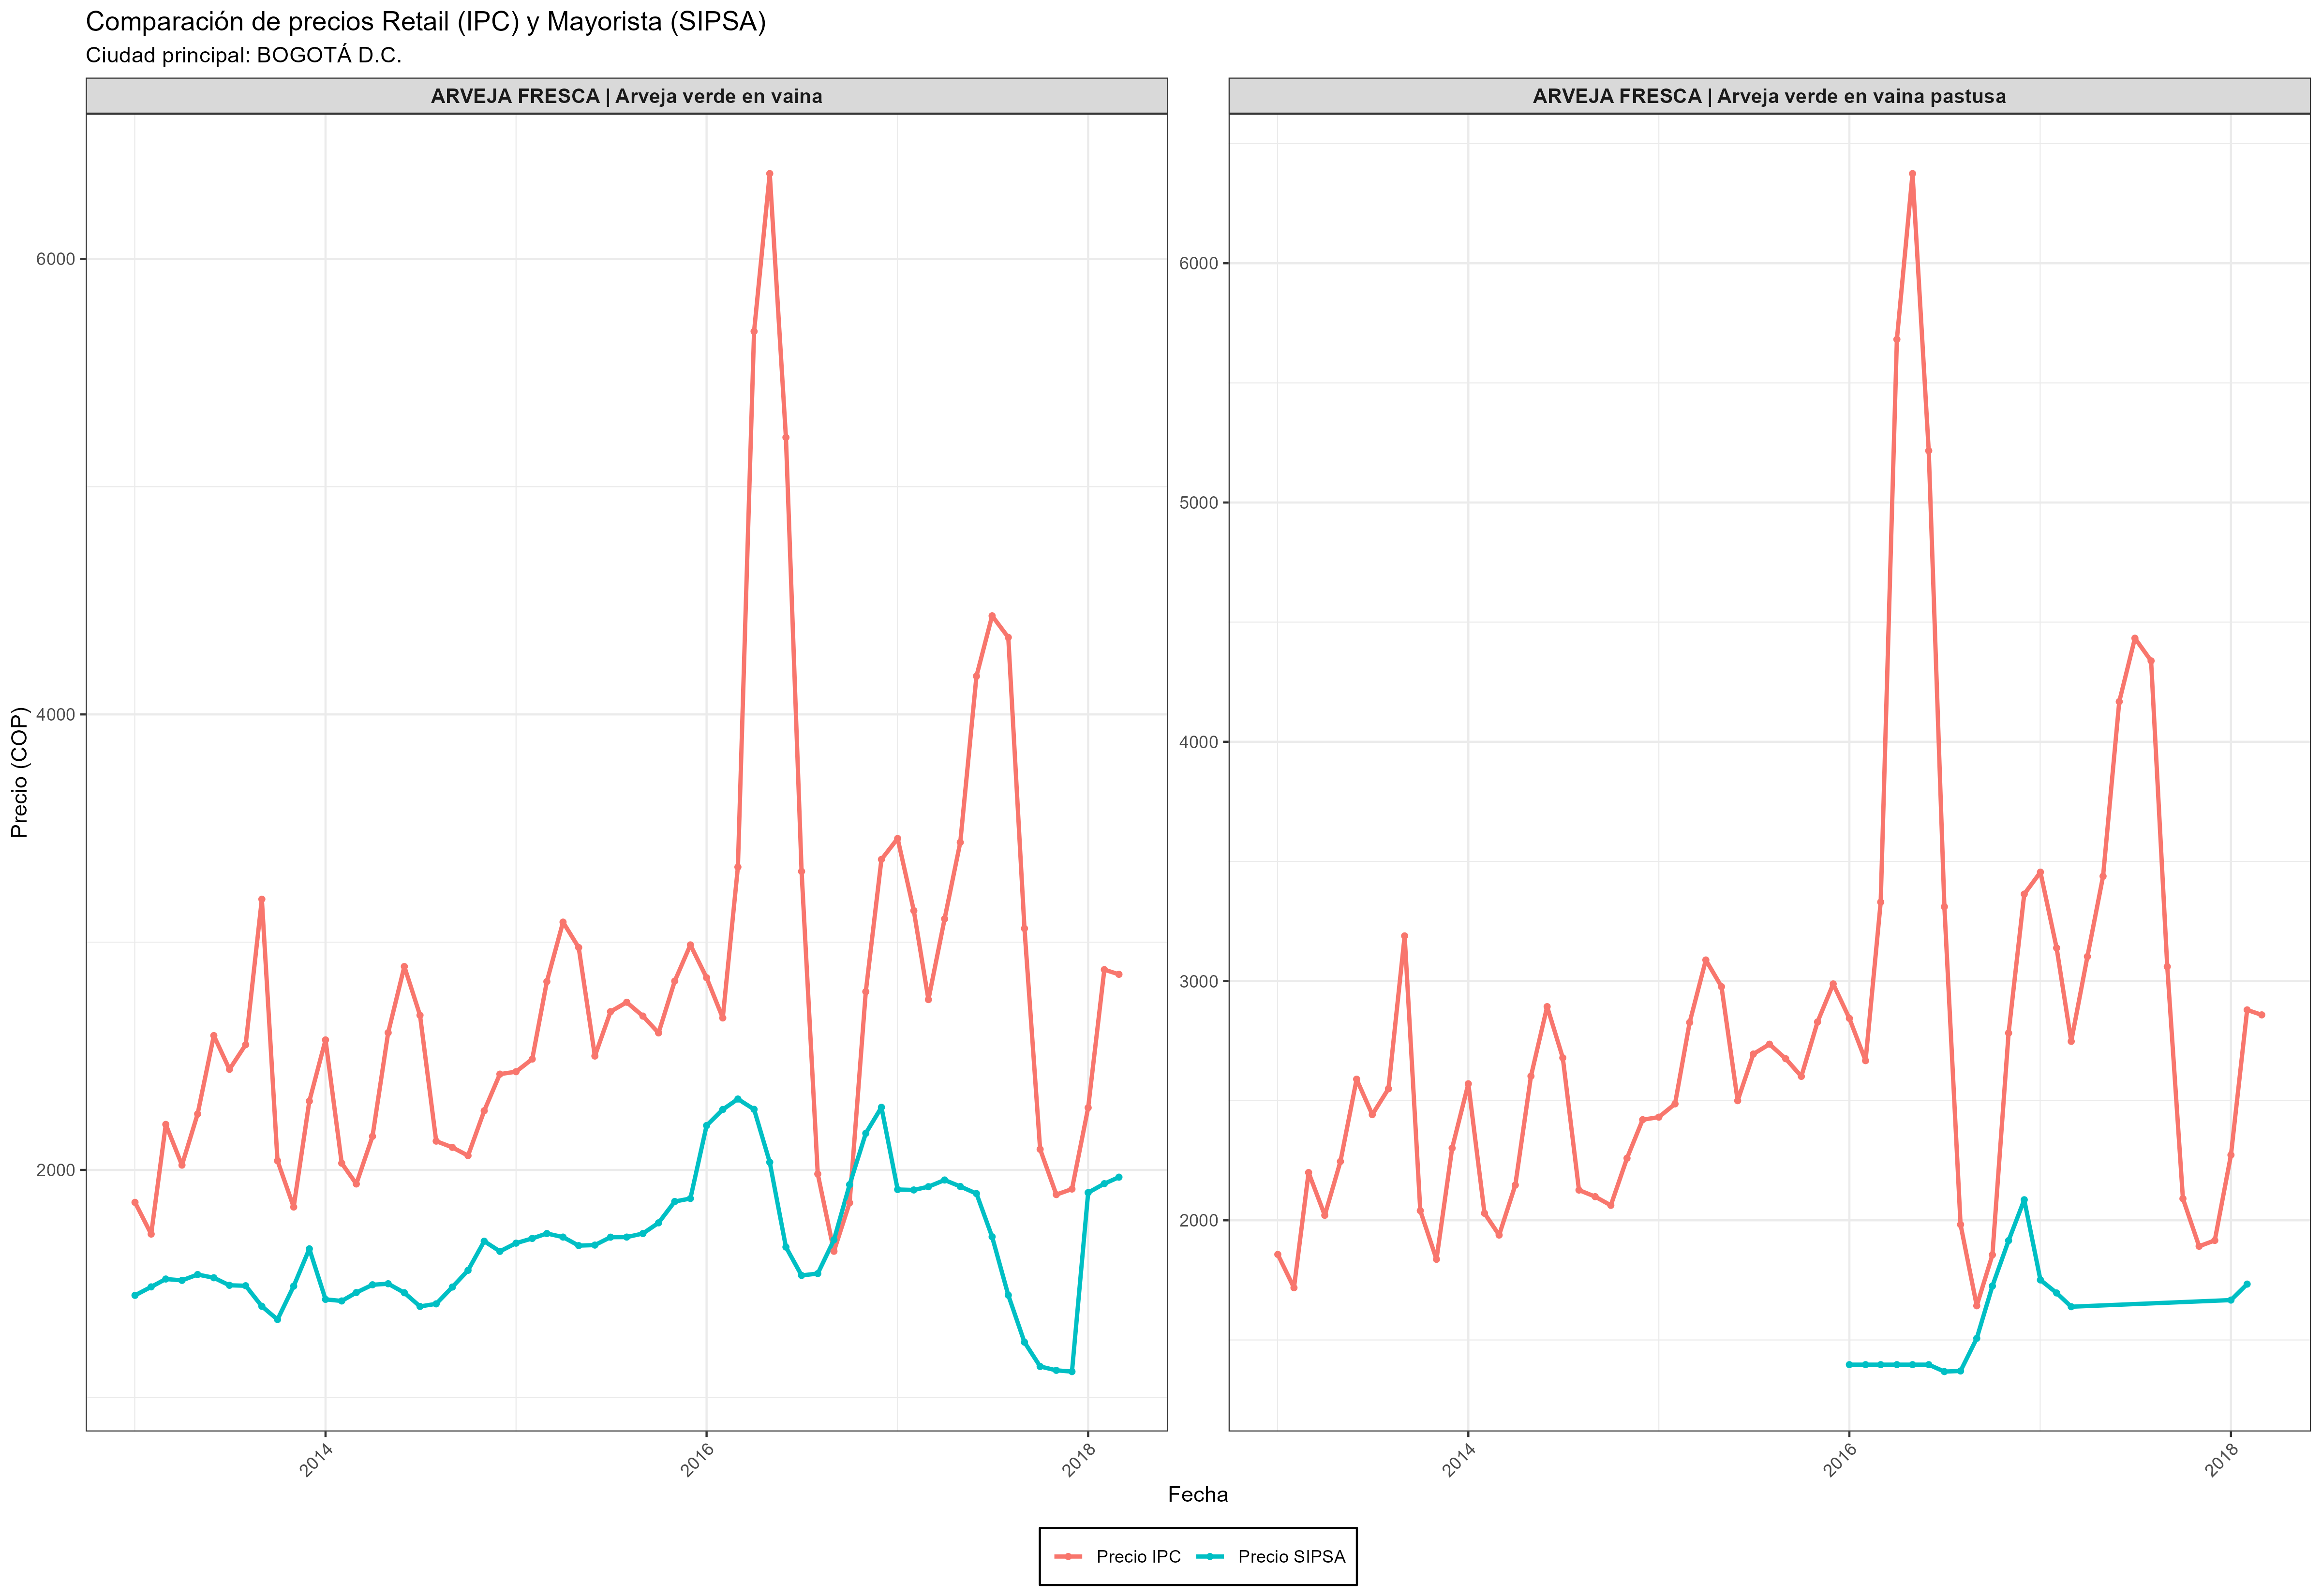 Comparación de precios Retail (IPC) y Mayorista (SIPSA)
Ciudad principal: BOGOTÁ D.C.
ARVEJA FRESCA | Arveja verde en vaina
ARVEJA FRESCA | Arveja verde en vaina pastusa
Precio (COP)
6000
4000
2000
6000
5000
4000
3000
2000
2014
2016
2018
2014
2016
2018
Fecha
Precio IPC
Precio SIPSA